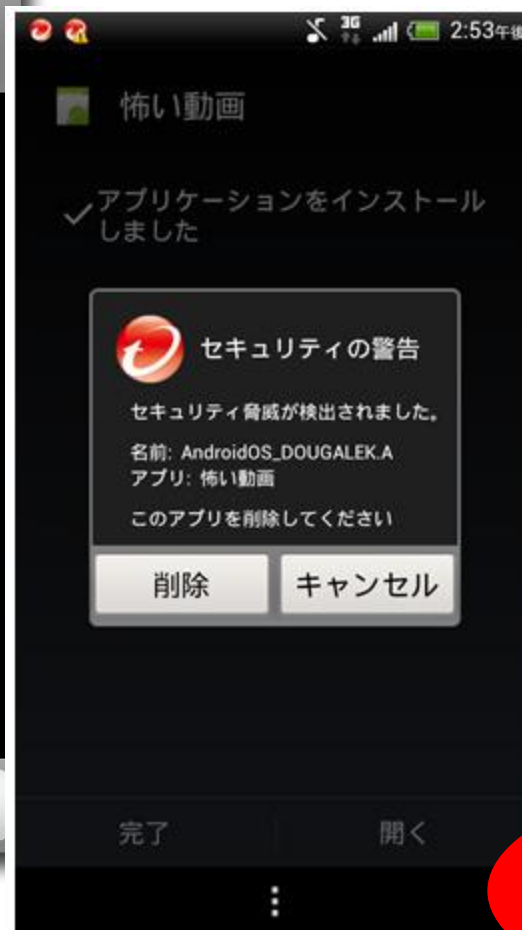 3G 2:53午後
怖い動画
アプリケーションをインストール
しました
セキュリティの警告
セキュリティ脅威が検出されました。
名前: AndroidOS_DOUGALEK.A
アプリ: 怖い動画
このアプリを削除してください
削除 キャンセル
完了 開く